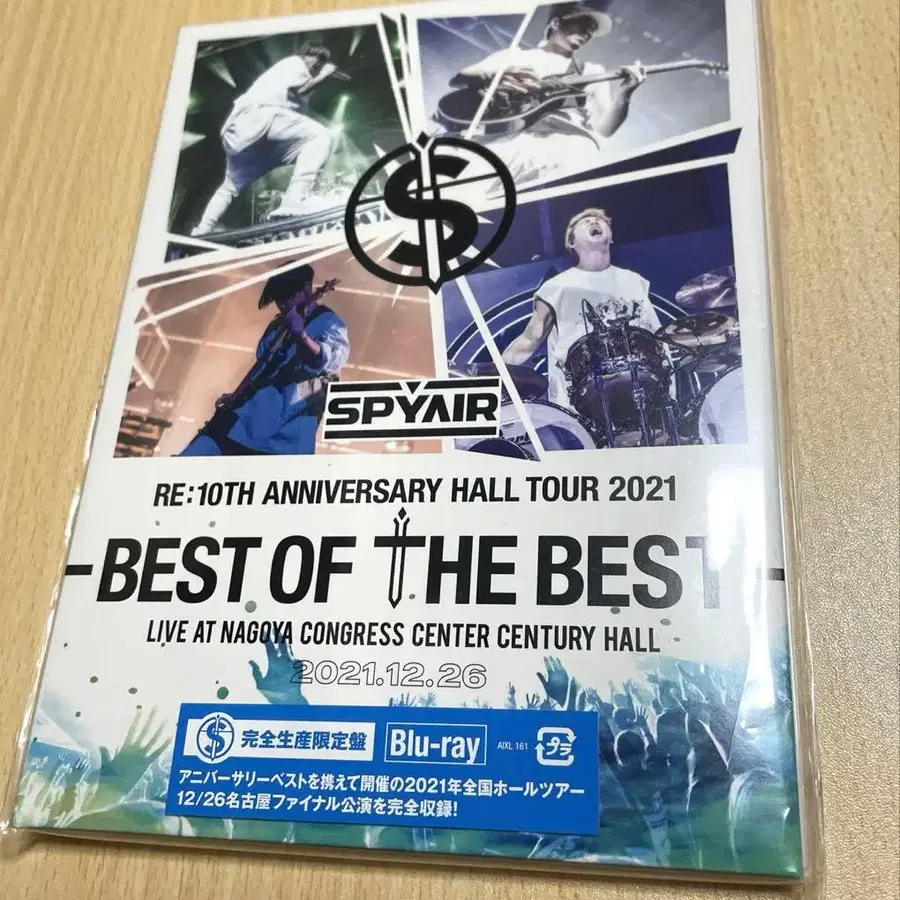 SPYAIR
RE:10TH ANNIVERSARY HALL TOUR 2021
-BEST OF THE BEST-
LIVE AT NAGOYA CONGRESS CENTER CENTURY HALL
2021.12.26
完全生産限定盤 Blu-ray AIXL 161 プラ
アニバーサリーベストを携えて開催の2021年全国ホールツアー
12/26名古屋ファイナル公演を完全収録!